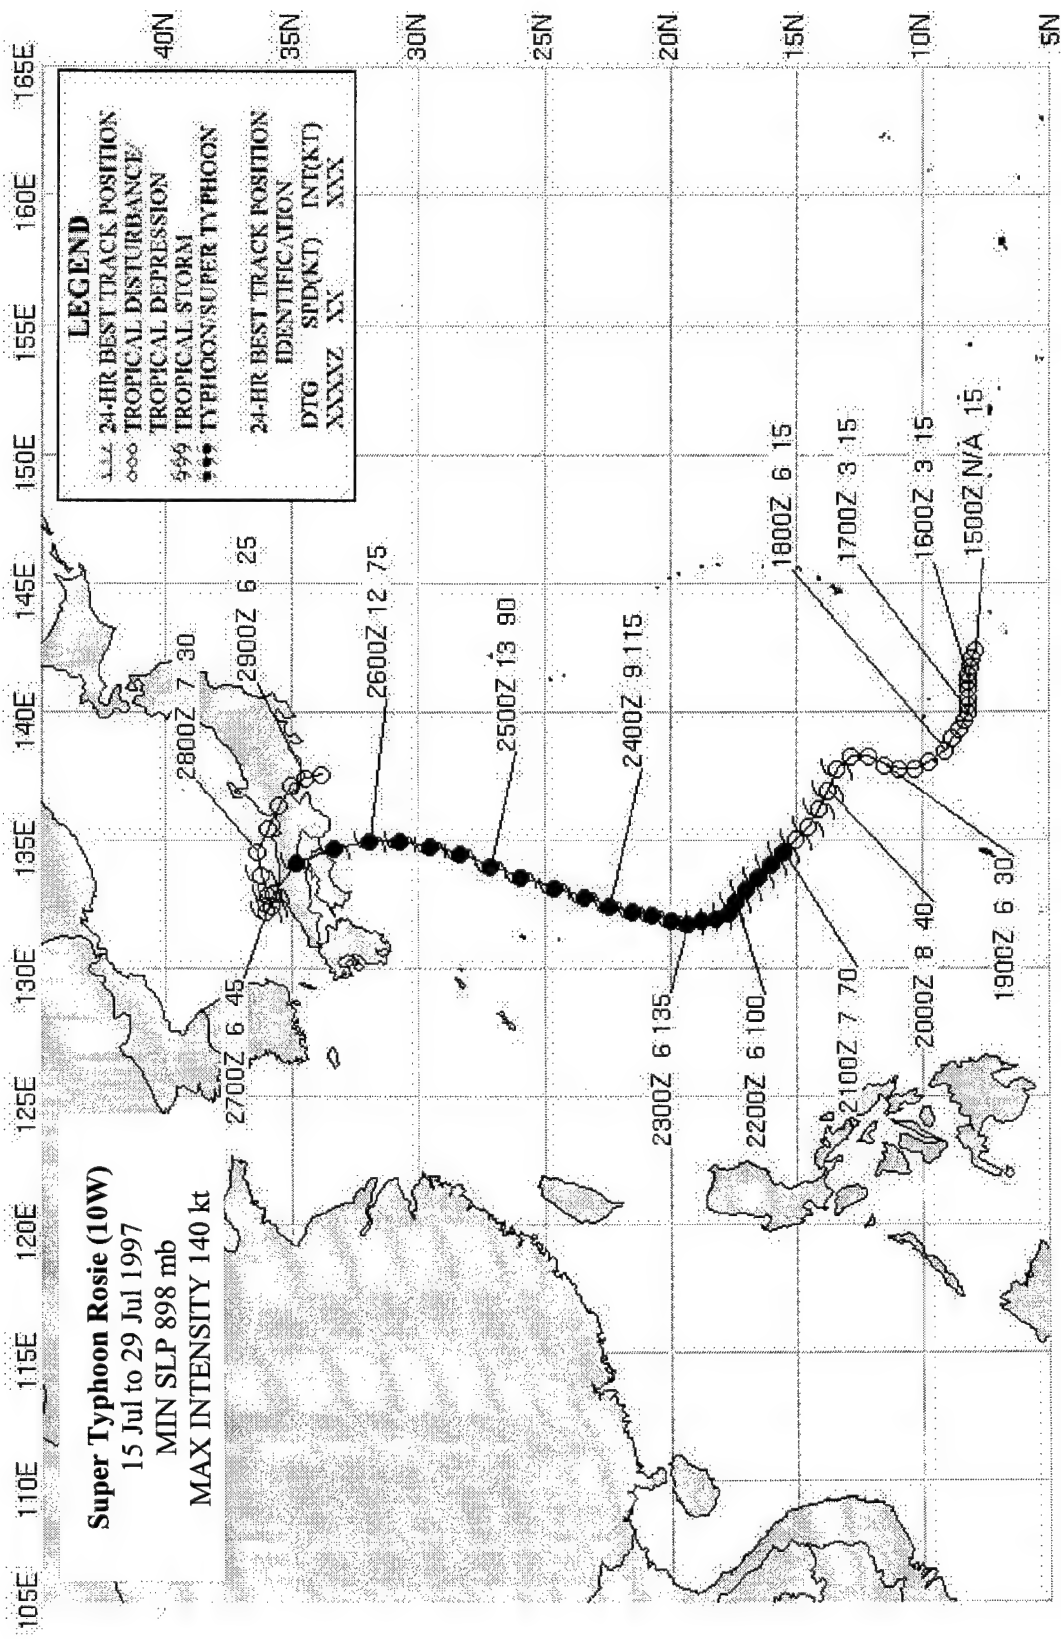 Super Typhoon Rosie (10W)
15 Jul to 29 Jul 1997
MIN SLP 898 mb
MAX INTENSITY 140 kt
LEGEND
24-HR BEST TRACK POSITION
TROPICAL DISTURBANCE/
TROPICAL DEPRESSION
TROPICAL STORM
TYPHOON/SUPER TYPHOON
24-HR BEST TRACK POSITION
IDENTIFICATION
DTG SPD(KT) INT(KT)
XXXXZ XX XXX
105E 110E 115E 120E 125E 130E 135E 140E 145E 150E 155E 160E 165E
40N
35N
30N
25N
20N
15N
10N
5N
2800Z 7 30
2900Z 6 25
2700Z 6 45
2600Z 12 75
2500Z 13 90
2400Z 9 115
2300Z 6 135
2200Z 6 100
2100Z 7 70
2000Z 8 40
1900Z 6 30
1800Z 6 15
1700Z 3 15
1600Z 3 15
1500Z N/A 15